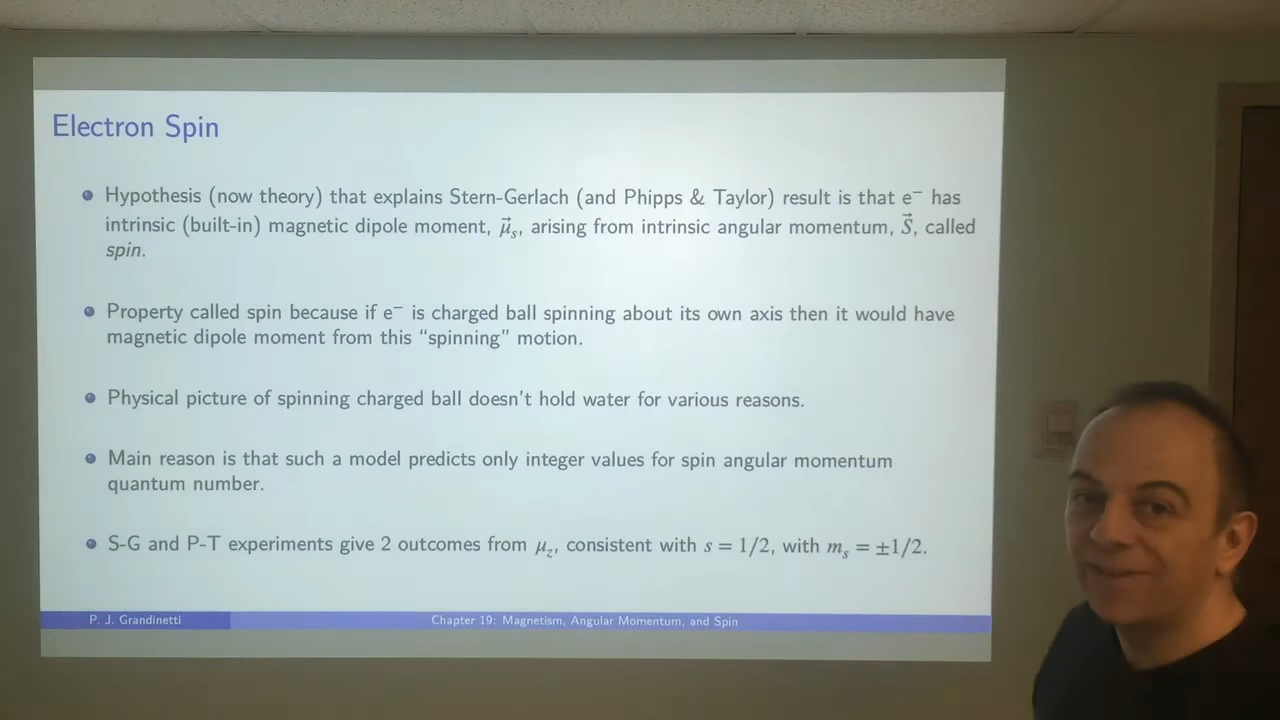 Electron Spin
Hypothesis (now theory) that explains Stern-Gerlach (and Phipps & Taylor) result is that e⁻ has
intrinsic (built-in) magnetic dipole moment, μ⃗ₛ, arising from intrinsic angular momentum, S⃗, called
spin.
Property called spin because if e⁻ is charged ball spinning about its own axis then it would have
magnetic dipole moment from this “spinning” motion.
Physical picture of spinning charged ball doesn't hold water for various reasons.
Main reason is that such a model predicts only integer values for spin angular momentum
quantum number.
S-G and P-T experiments give 2 outcomes from μ_z, consistent with s = 1/2, with mₛ = ±1/2.
P. J. Grandinetti
Chapter 19: Magnetism, Angular Momentum, and Spin